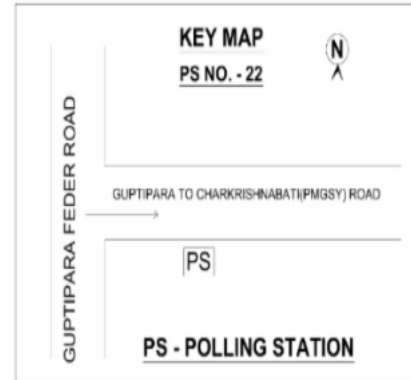 KEY MAP
PS NO. - 22
N
GUPTIPARA FEDER ROAD
GUPTIPARA TO CHARKRISHNABATI(PMGSY) ROAD
PS
PS - POLLING STATION